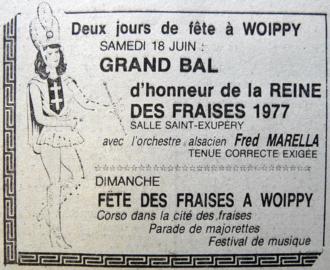 Deux jours de fête à WOIPPY
SAMEDI 18 JUIN :
GRAND BAL
d'honneur de la REINE
DES FRAISES 1977
SALLE SAINT-EXUPÉRY
avec l'orchestre alsacien Fred MARELLA
TENUE CORRECTE EXIGÉE
DIMANCHE
FÊTE DES FRAISES A WOIPPY
Corso dans la cité des fraises
Parade de majorettes
Festival de musique